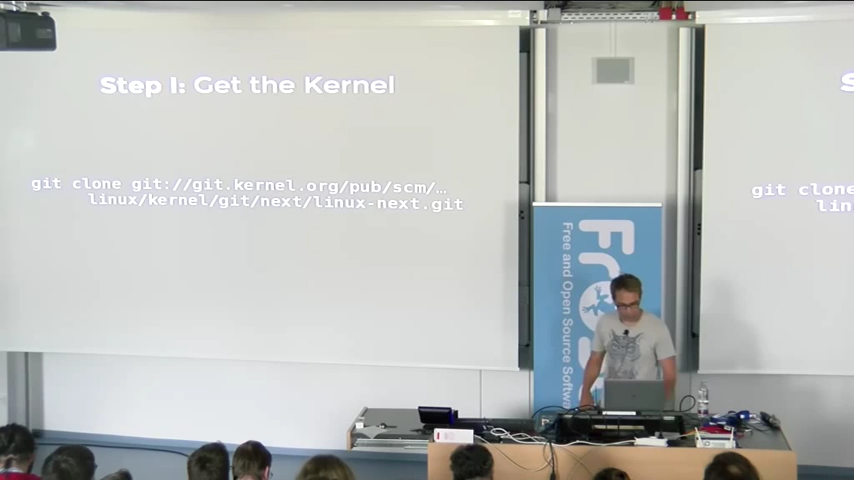 Step I: Get the Kernel
git clone git://git.kernel.org/pub/scm/…
linux/kernel/git/next/linux-next.git
S
git clone
lin
Free and Open Source Softwa